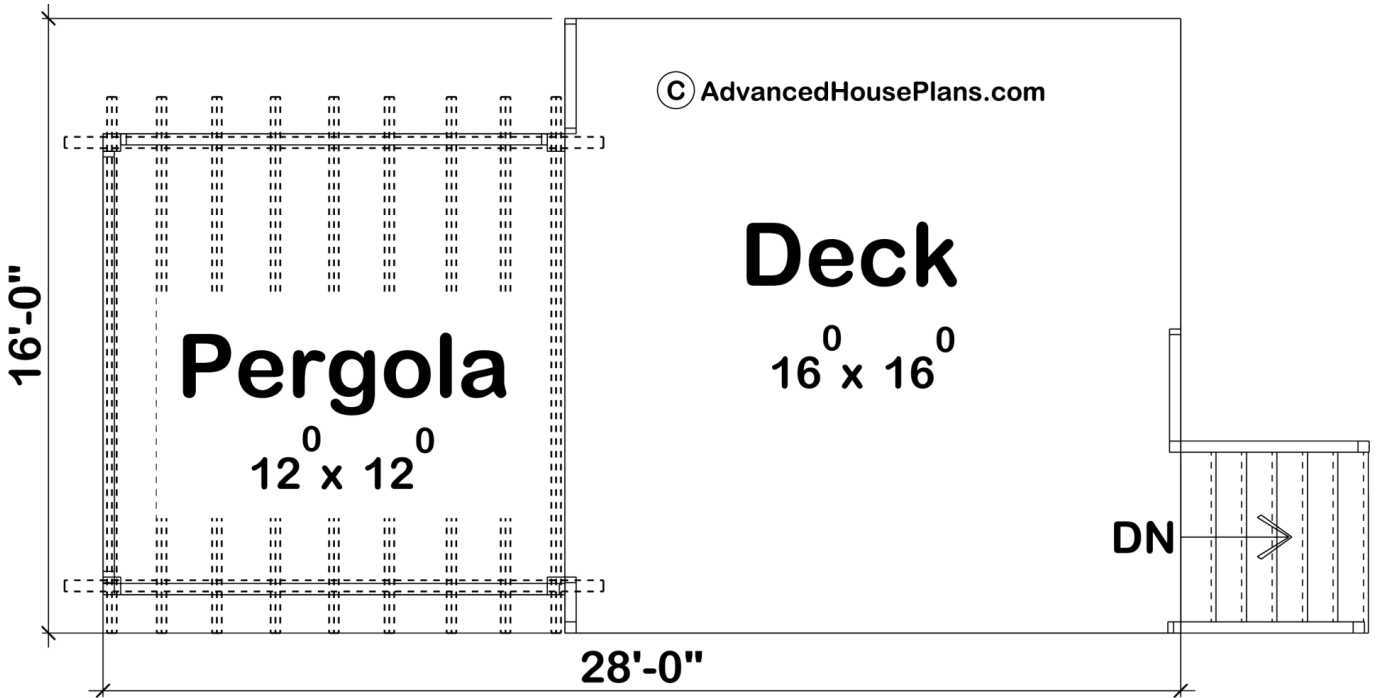 © AdvancedHousePlans.com
Deck
16⁰ x 16⁰
16'-0"
Pergola
12⁰ x 12⁰
DN
28'-0"